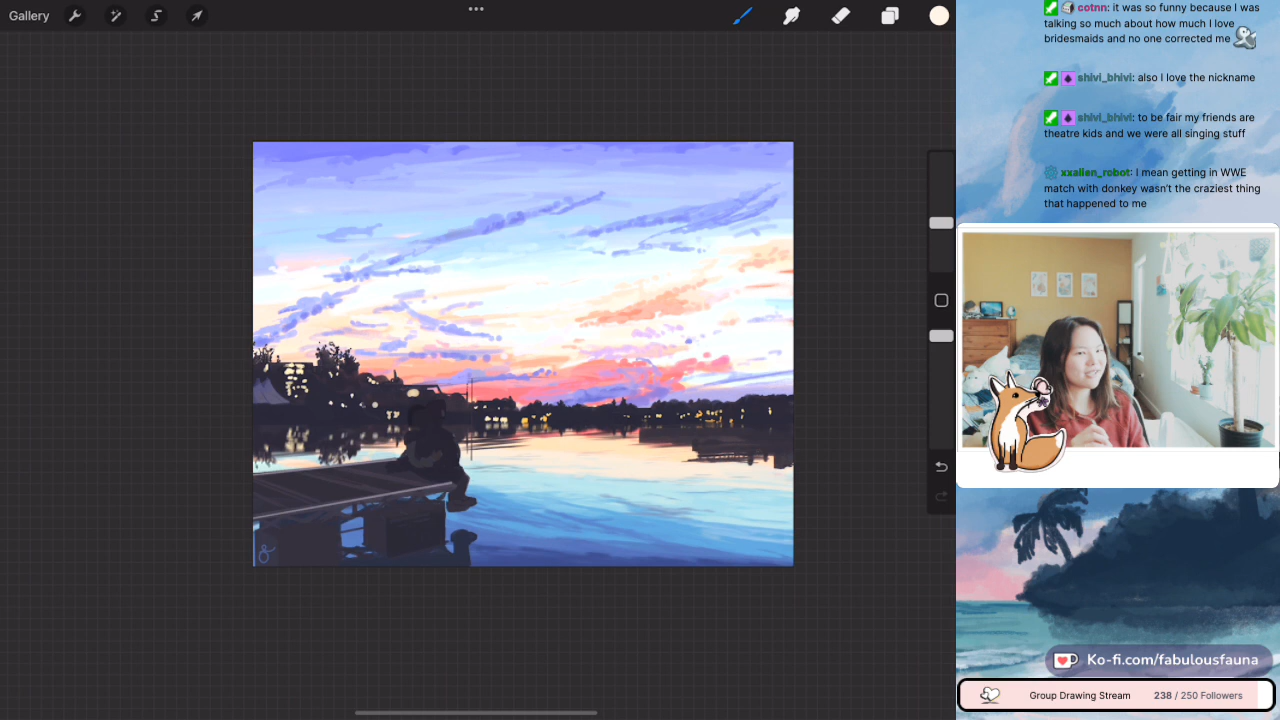 Gallery
cotnn: it was so funny because I was
talking so much about how much I love
bridesmaids and no one corrected me
shivi_bhivi: also I love the nickname
shivi_bhivi: to be fair my friends are
theatre kids and we were all singing stuff
xxalien_robot: I mean getting in WWE
match with donkey wasn't the craziest thing
that happened to me
Ko-fi.com/fabulousfauna
Group Drawing Stream 238 / 250 Followers